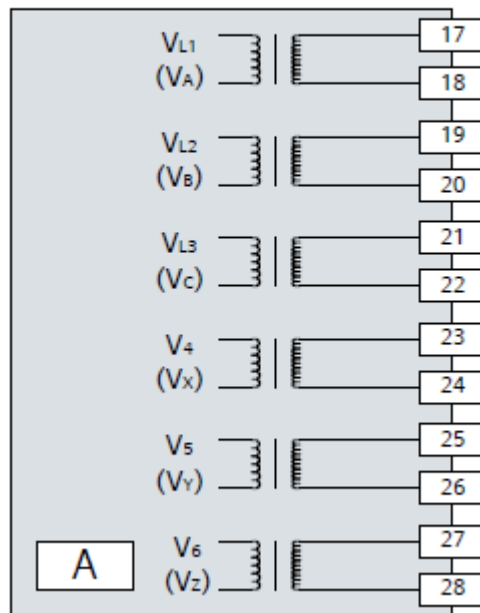 VL1 17
(VA) 18
VL2 19
(VB) 20
VL3 21
(VC) 22
V4 23
(VX) 24
V5 25
(VY) 26
V6 27
A (VZ) 28